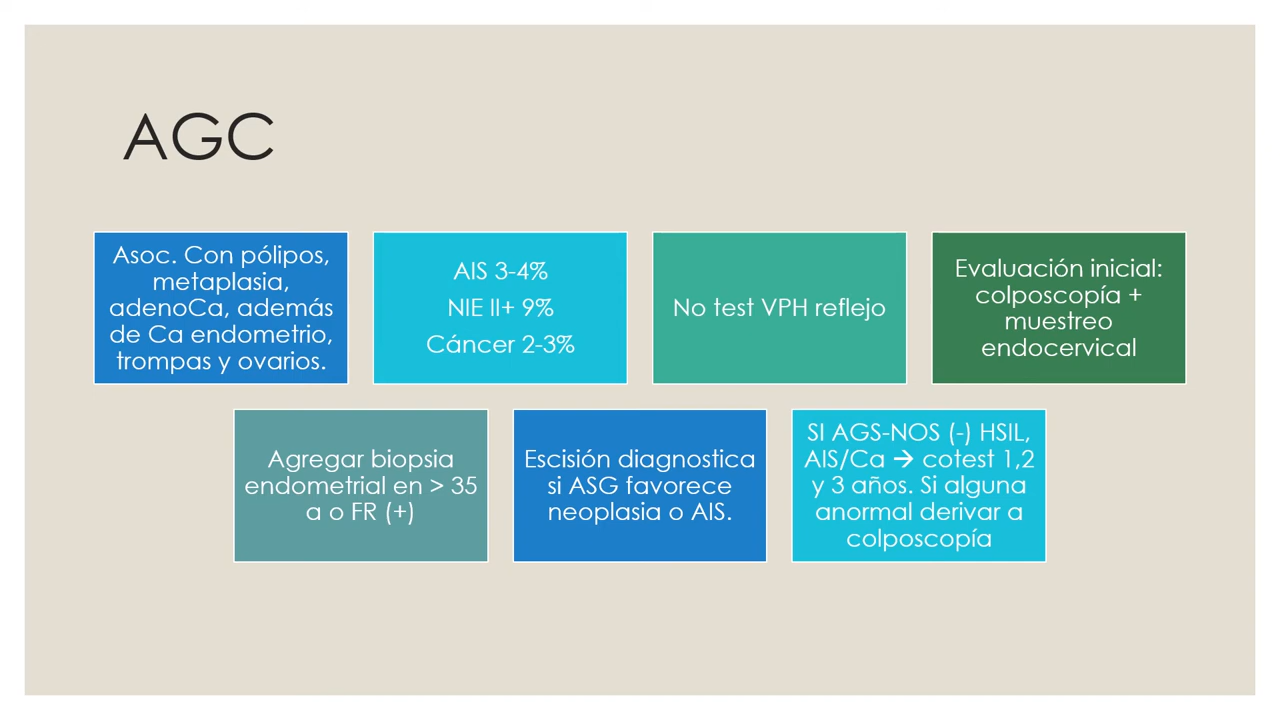 AGC
Asoc. Con pólipos,
metaplasia,
adenoCa, además
de Ca endometrio,
trompas y ovarios.
AIS 3-4%
NIE II+ 9%
Cáncer 2-3%
No test VPH reflejo
Evaluación inicial:
colposcopía +
muestreo
endocervical
Agregar biopsia
endometrial en > 35
a o FR (+)
Escisión diagnostica
si ASG favorece
neoplasia o AIS.
SI AGS-NOS (-) HSIL,
AIS/Ca → cotest 1,2
y 3 años. Si alguna
anormal derivar a
colposcopía